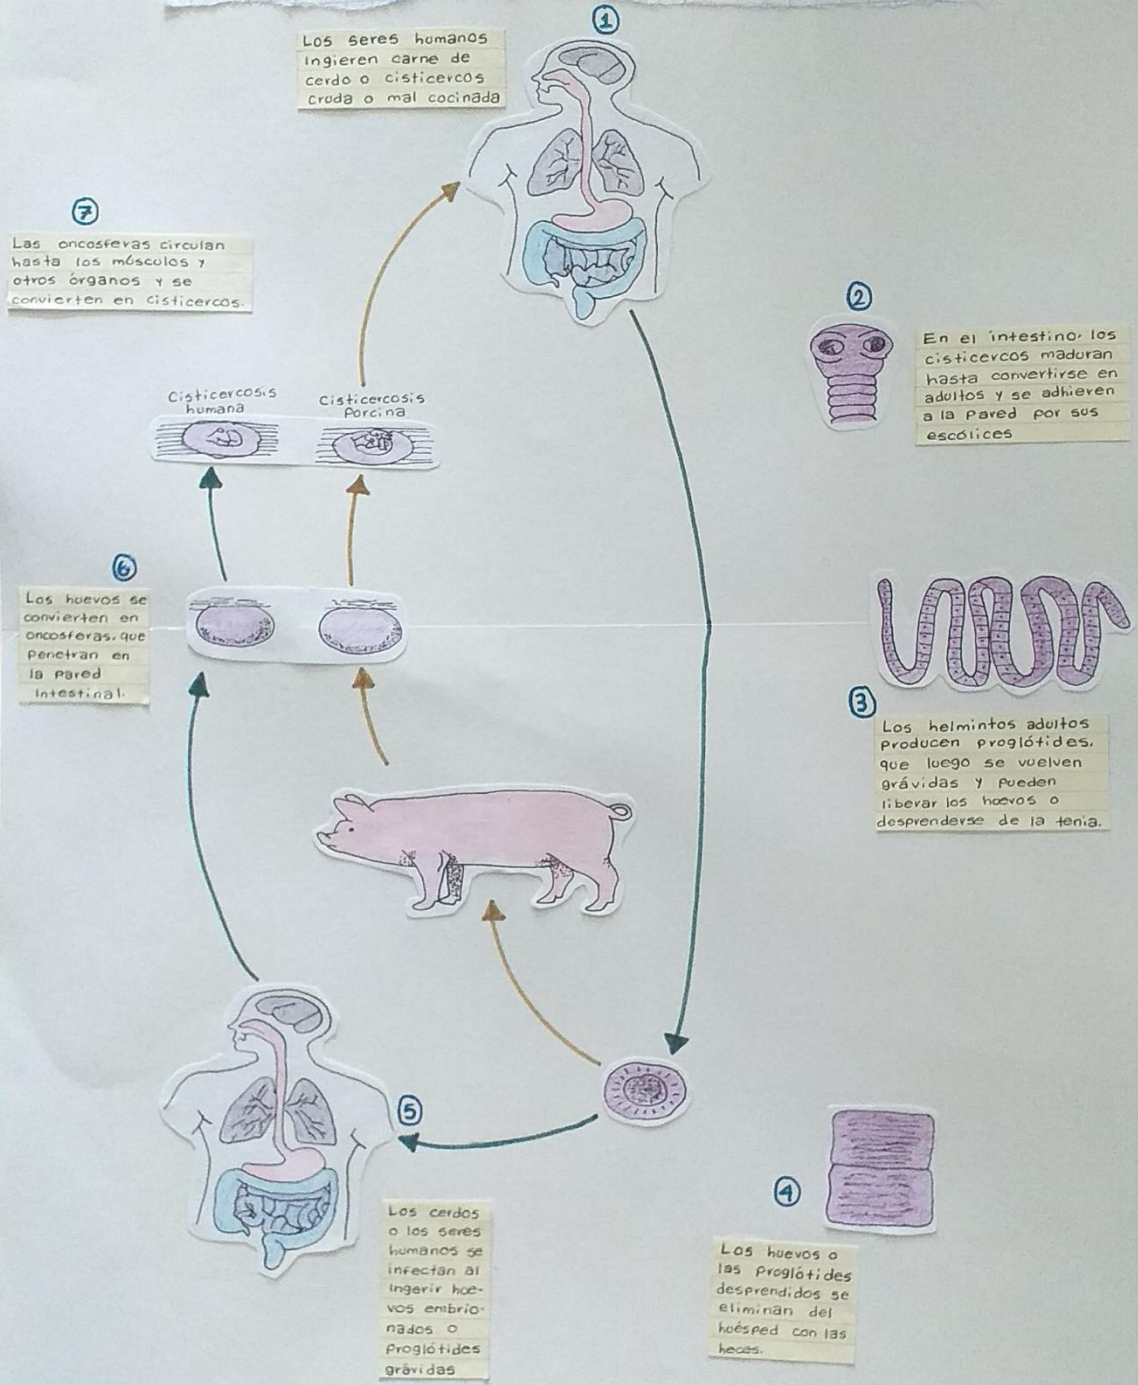 1
Los seres humanos
ingieren carne de
cerdo o cisticercos
cruda o mal cocinada
7
Las oncosferas circulan
hasta los músculos y
otros órganos y se
convierten en cisticercos.
2
En el intestino, los
cisticercos maduran
hasta convertirse en
adultos y se adhieren
a la pared por sus
escólices
Cisticercosis
humana
Cisticercosis
Porcina
6
Los huevos se
convierten en
oncosferas, que
penetran en
la pared
intestinal.
3
Los helmintos adultos
producen proglótides,
que luego se vuelven
grávidas y pueden
liberar los huevos o
desprenderse de la tenia.
5
Los cerdos
o los seres
humanos se
infectan al
ingerir hue-
vos embrio-
nados o
proglótides
grávidas
4
Los huevos o
las proglótides
desprendidos se
eliminan del
huésped con las
heces.